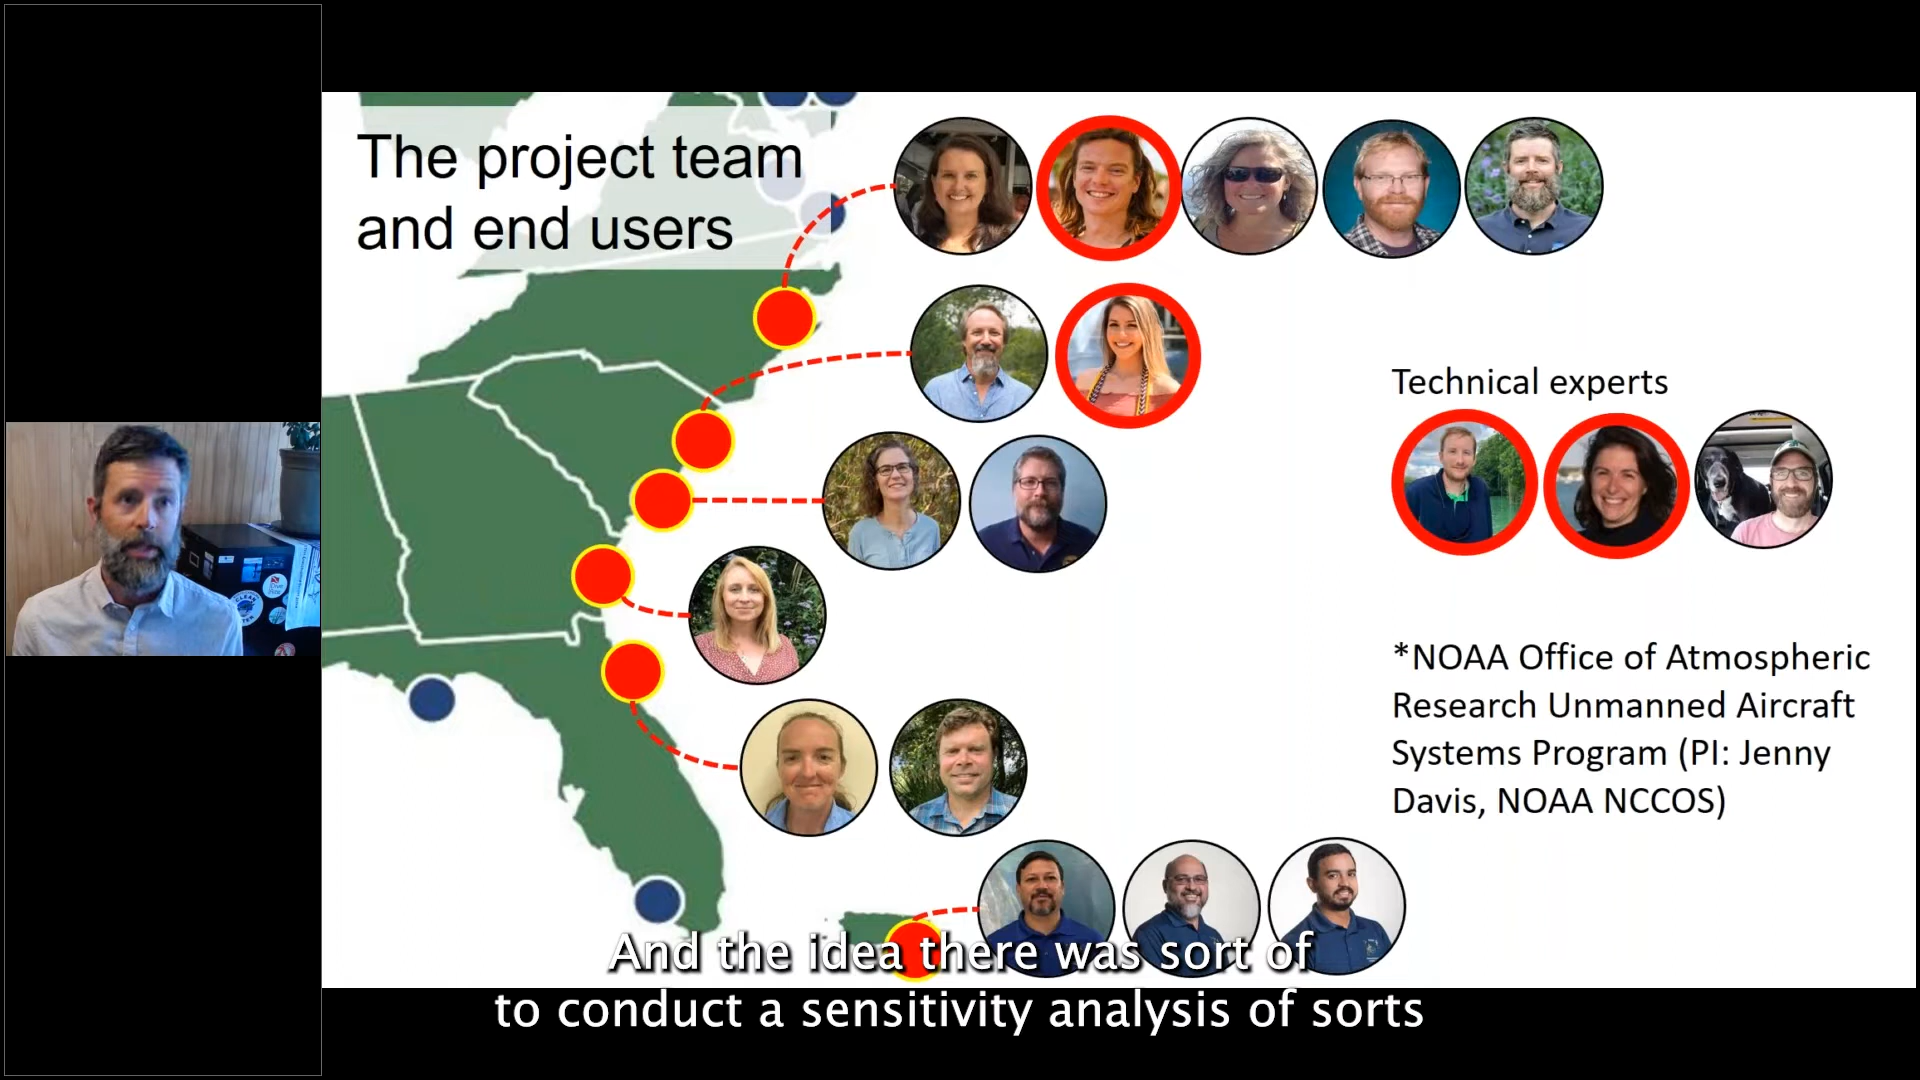 The project team
and end users
Technical experts
*NOAA Office of Atmospheric
Research Unmanned Aircraft
Systems Program (PI: Jenny
Davis, NOAA NCCOS)
And the idea there was sort of
to conduct a sensitivity analysis of sorts